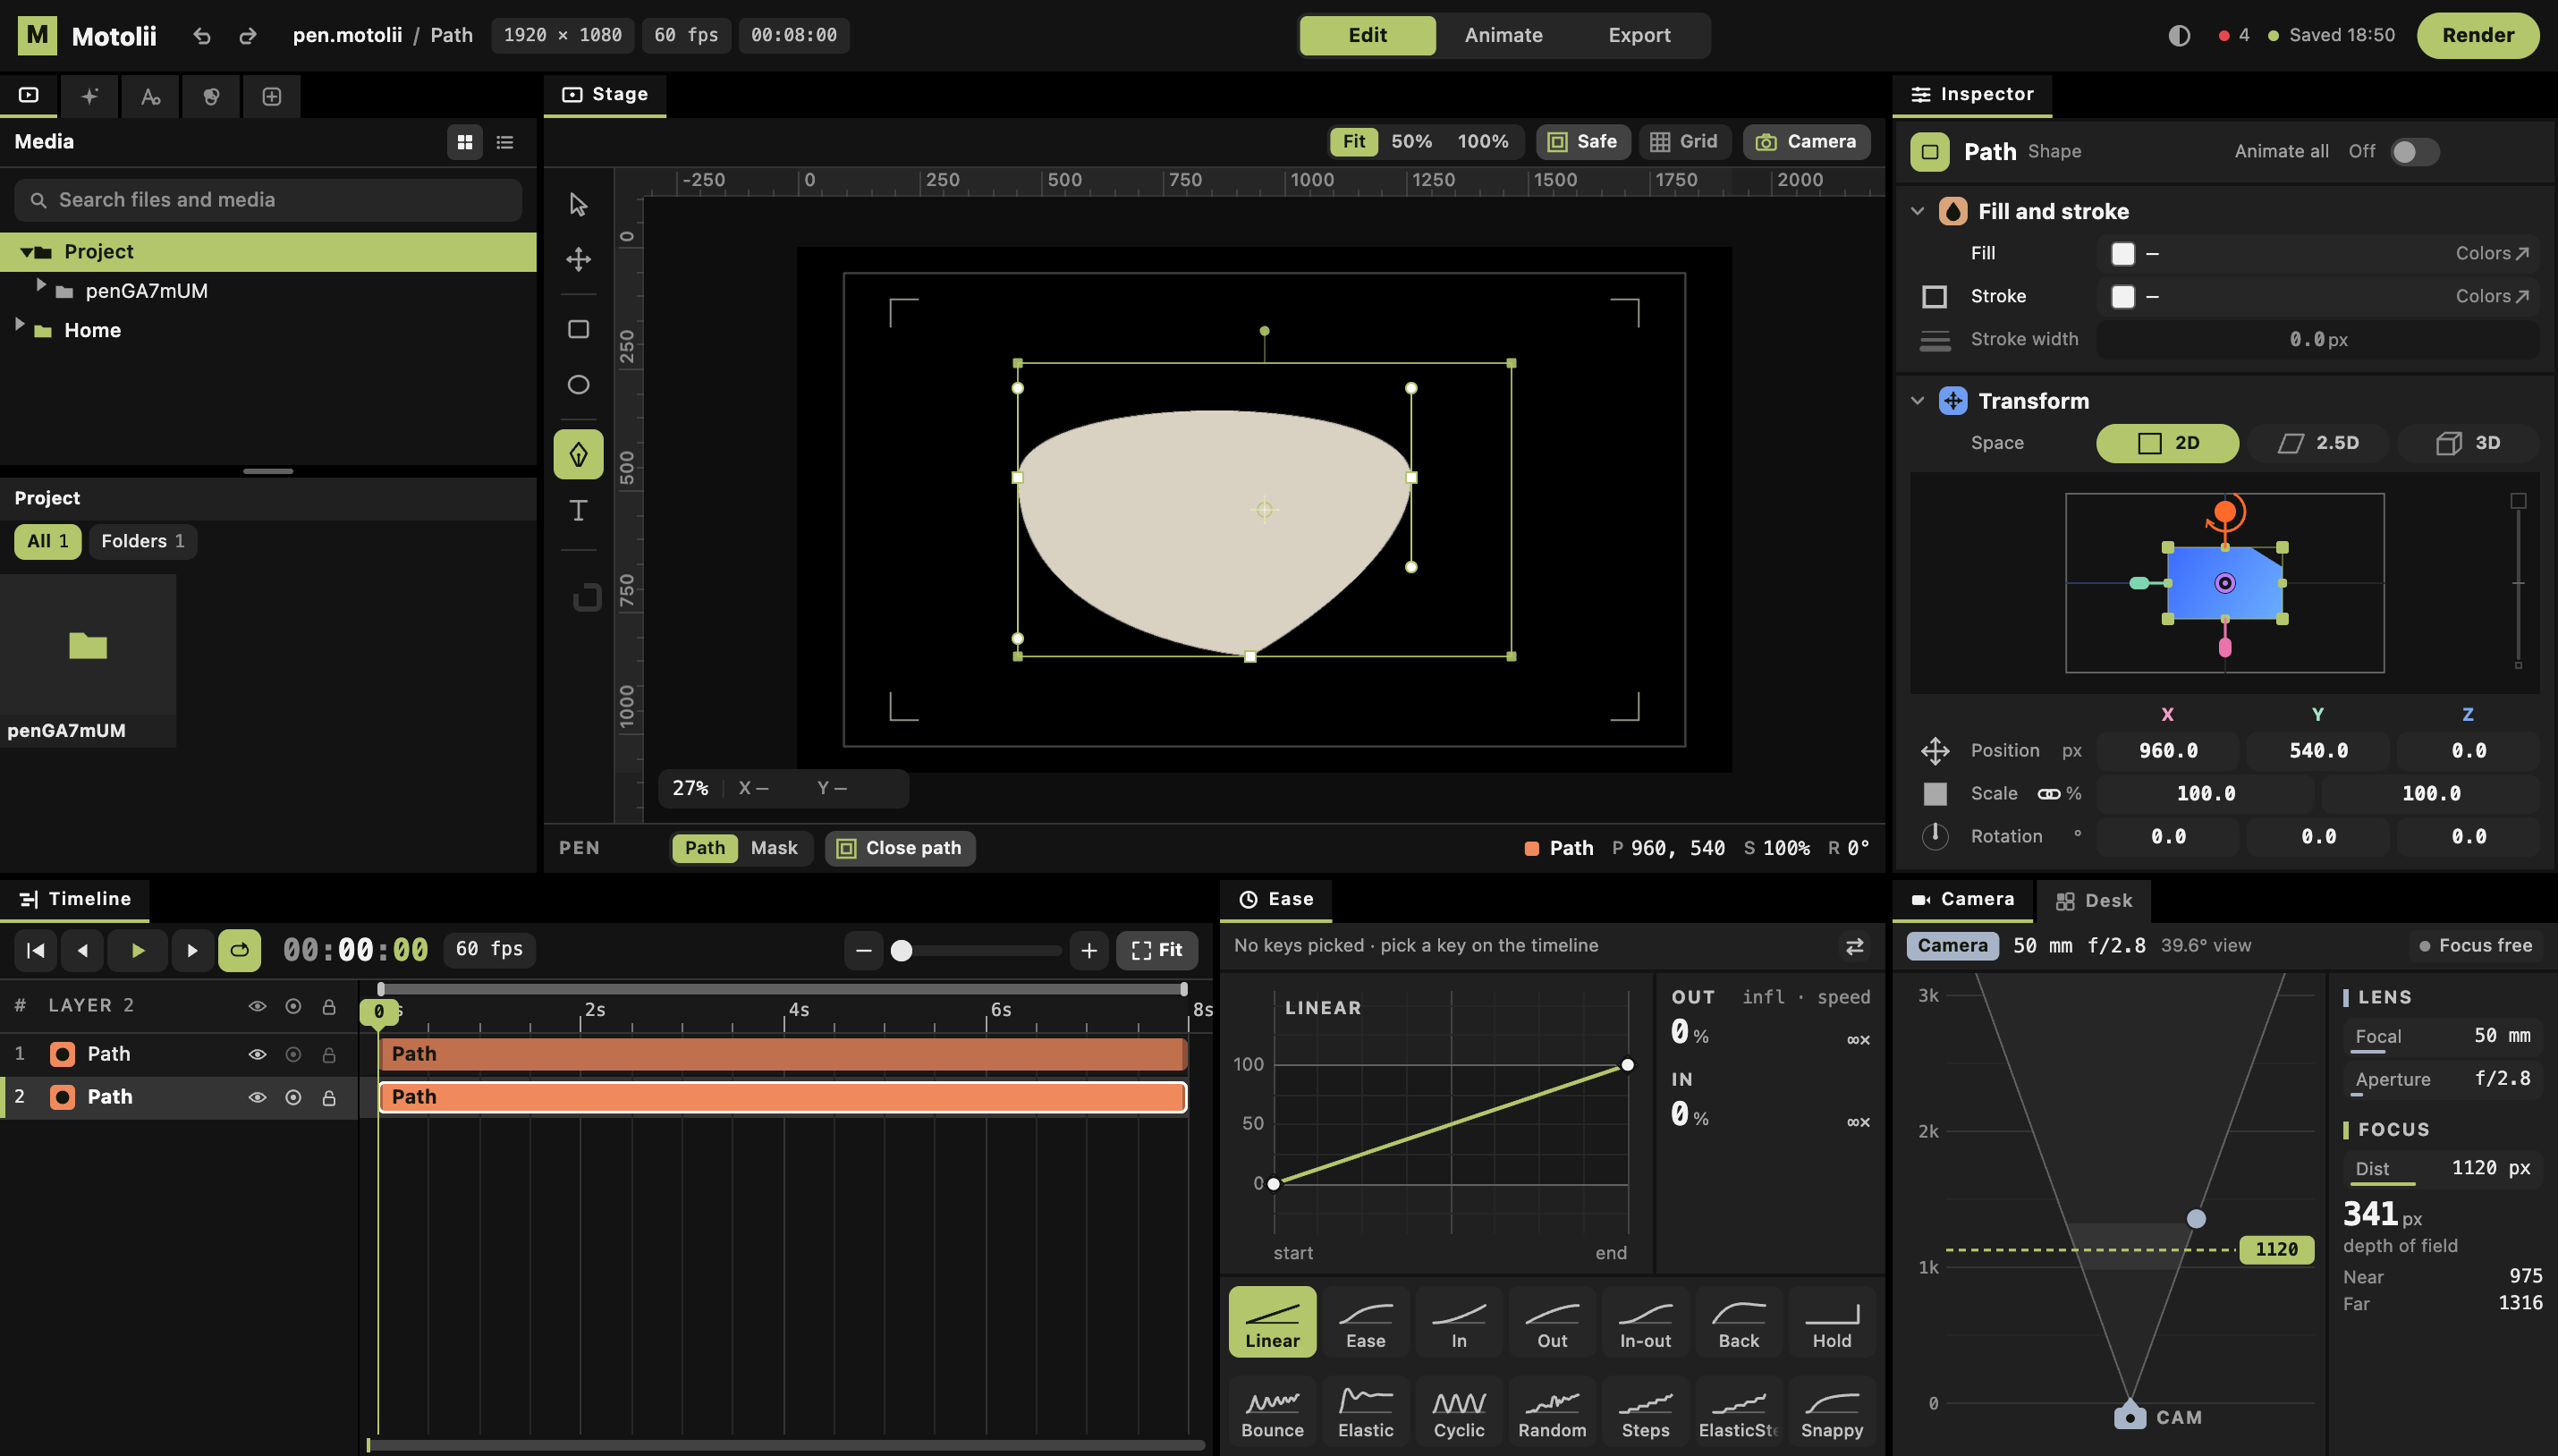 M Motolii pen.motolii / Path 1920 × 1080 60 fps 00:08:00 Edit Animate Export 4 Saved 18:50 Render
Media
Search files and media
Project
penGA7mUM
Home
Project
All 1 Folders 1
penGA7mUM
Stage
Fit 50% 100% Safe Grid Camera
-250 0 250 500 750 1000 1250 1500 1750 2000
0
250
500
750
1000
27% X – Y –
PEN Path Mask Close path Path P 960, 540 S 100% R 0°
Inspector
Path Shape Animate all Off
Fill and stroke
Fill – Colors
Stroke – Colors
Stroke width 0.0px
Transform
Space 2D 2.5D 3D
X Y Z
Position px 960.0 540.0 0.0
Scale % 100.0 100.0
Rotation ° 0.0 0.0 0.0
Timeline
00:00:00 60 fps Fit
# LAYER 2 0 s 2s 4s 6s 8s
1 Path Path
2 Path Path
Ease
No keys picked · pick a key on the timeline
LINEAR
100
50
0
start end
OUT infl · speed
0% ∞×
IN
0% ∞×
Linear Ease In Out In-out Back Hold
Bounce Elastic Cyclic Random Steps ElasticSte Snappy
Camera Desk
Camera 50 mm f/2.8 39.6° view Focus free
3k
2k
1k
0
1120
CAM
LENS
Focal 50 mm
Aperture f/2.8
FOCUS
Dist 1120 px
341 px
depth of field
Near 975
Far 1316